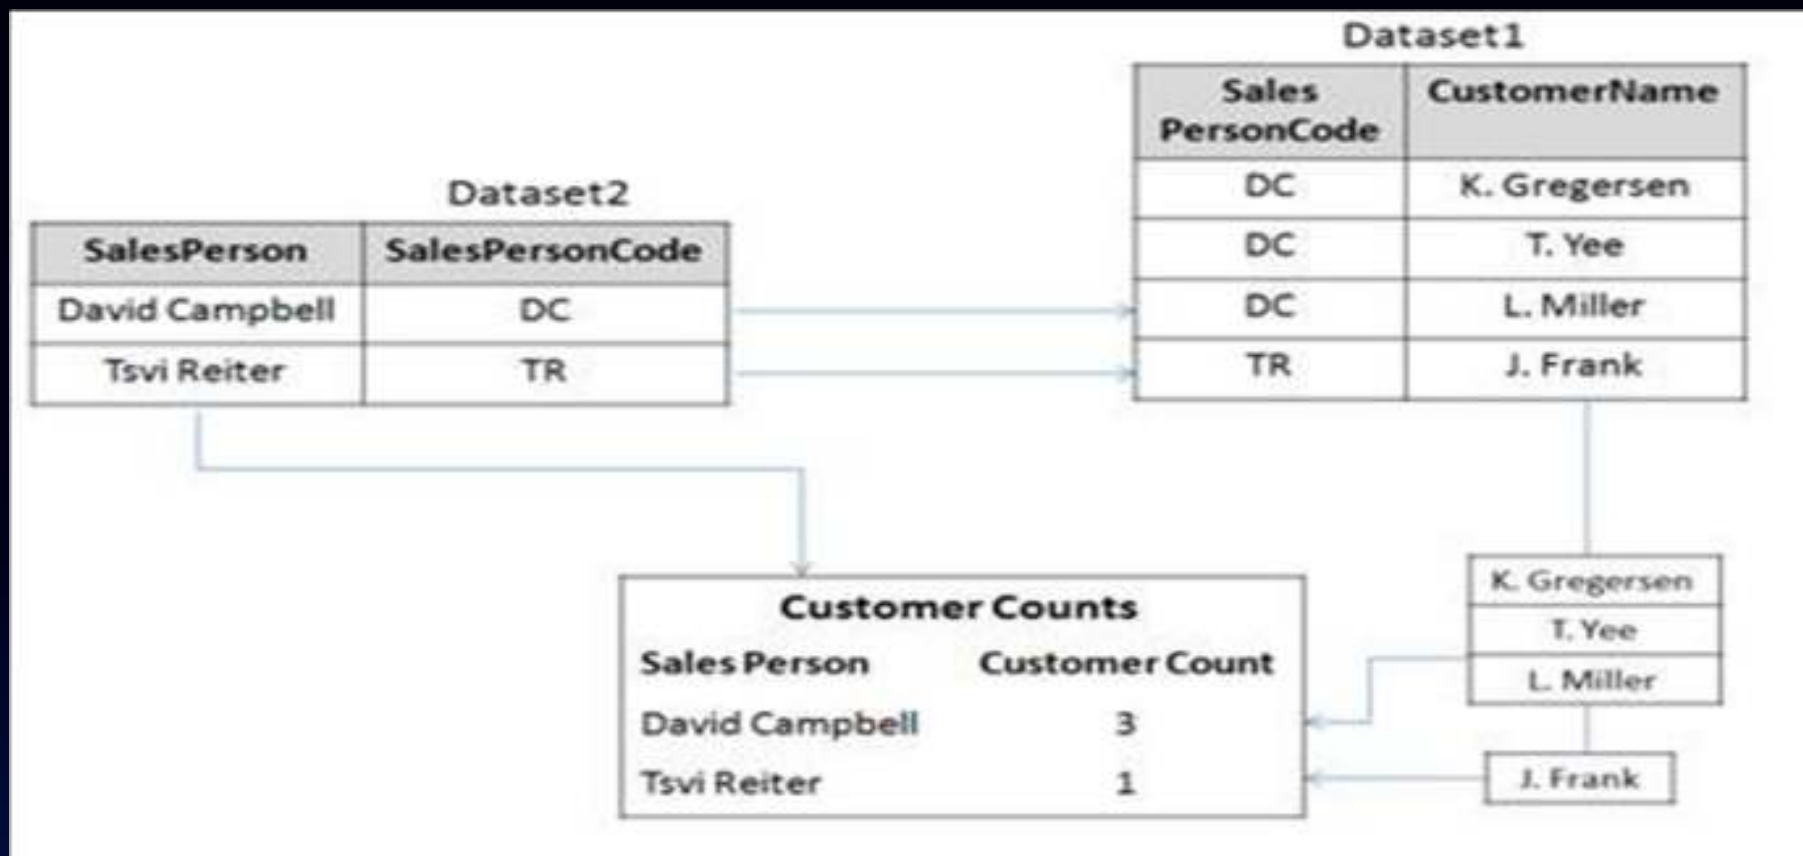 Dataset1
Sales PersonCode CustomerName
DC K. Gregersen
DC T. Yee
DC L. Miller
TR J. Frank
Dataset2
SalesPerson SalesPersonCode
David Campbell DC
Tsvi Reiter TR
Customer Counts
Sales Person Customer Count
David Campbell 3
Tsvi Reiter 1
K. Gregersen
T. Yee
L. Miller
J. Frank